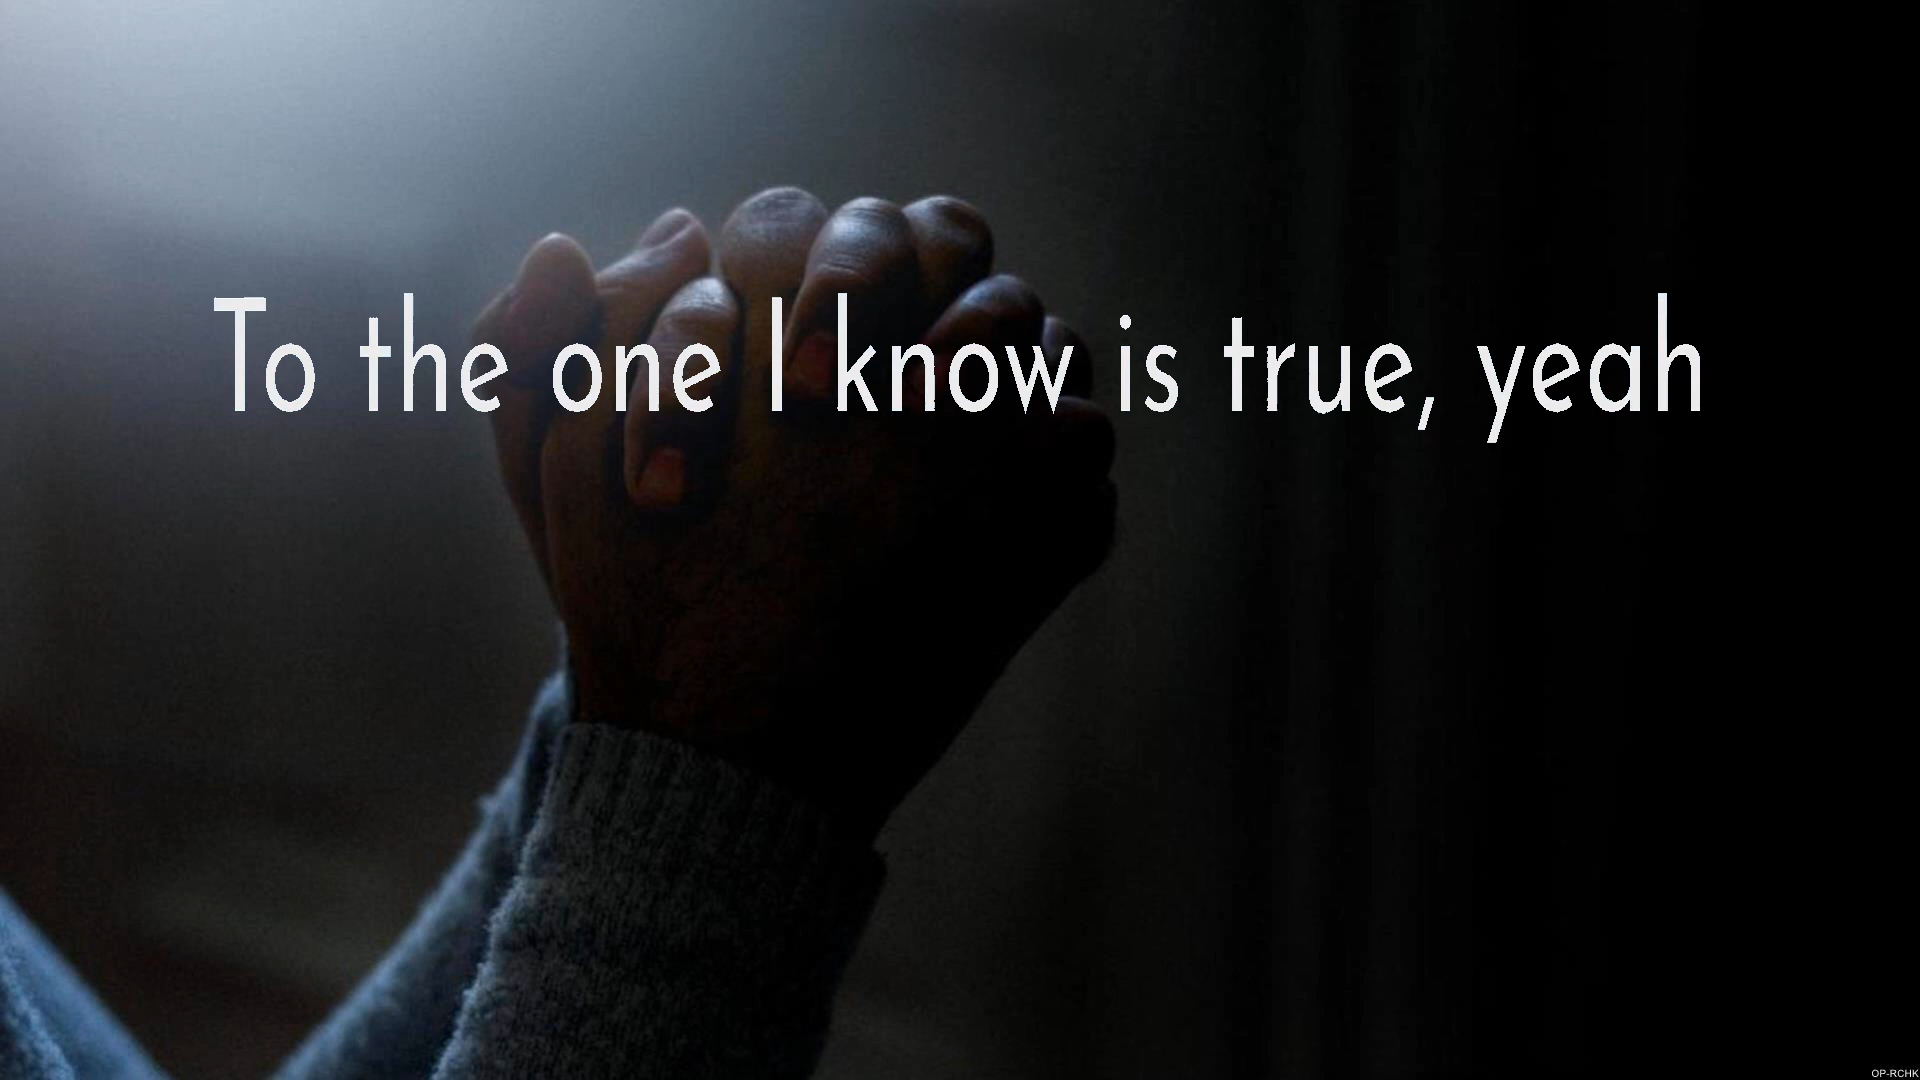 To the one I know is true, yeah
OP-RCHK